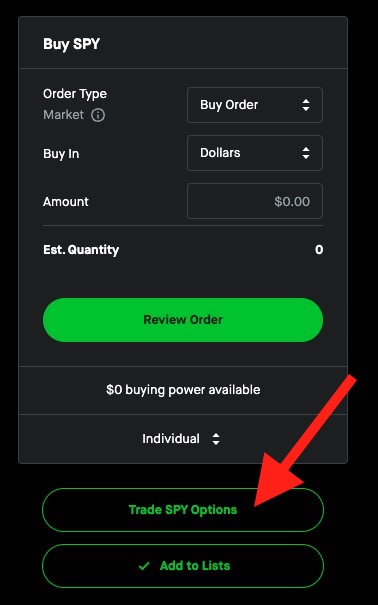 Buy SPY
Order Type
Market
Buy Order
Buy In
Dollars
Amount
$0.00
Est. Quantity
0
Review Order
$0 buying power available
Individual
Trade SPY Options
Add to Lists